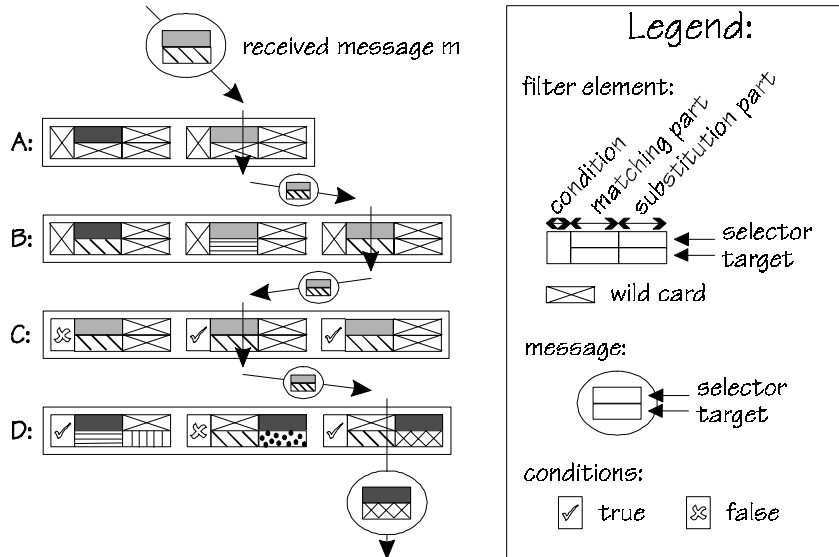 received message m
A:
B:
C:
D:
Legend:
filter element:
condition
matching part
substitution part
selector
target
wild card
message:
selector
target
conditions:
true
false